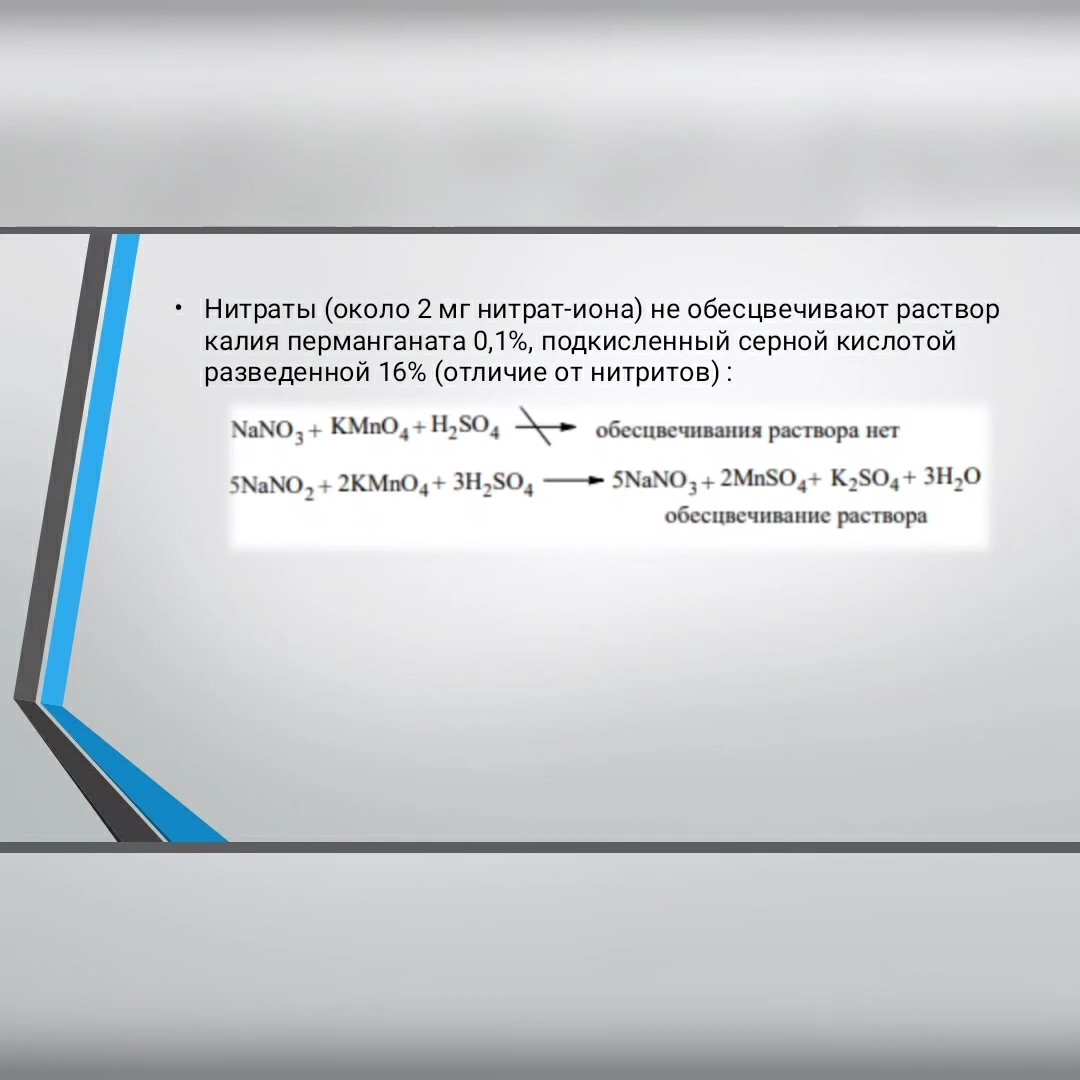 • Нитраты (около 2 мг нитрат-иона) не обесцвечивают раствор
калия перманганата 0,1%, подкисленный серной кислотой
разведенной 16% (отличие от нитритов) :
NaNO₃ + KMnO₄ + H₂SO₄ обесцвечивания раствора нет
5NaNO₂ + 2KMnO₄ + 3H₂SO₄ → 5NaNO₃ + 2MnSO₄ + K₂SO₄ + 3H₂O
обесцвечивание раствора